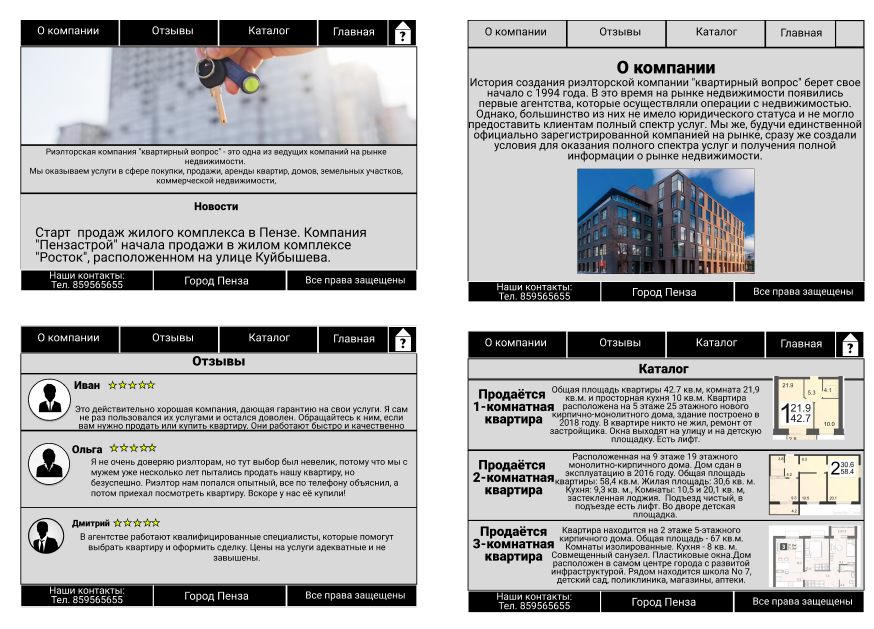 О компании
Отзывы
Каталог
Главная
?
Риэлторская компания "квартирный вопрос" - это одна из ведущих компаний на рынке
недвижимости.
Мы оказываем услуги в сфере покупки, продажи, аренды квартир, домов, земельных участков,
коммерческой недвижимости,
Новости
Старт продаж жилого комплекса в Пензе. Компания
"Пензастрой" начала продажи в жилом комплексе
"Росток", расположенном на улице Куйбышева.
Наши контакты:
Тел. 859565655
Город Пенза
Все права защещены
О компании
Отзывы
Каталог
Главная
О компании
История создания риэлторской компании "квартирный вопрос" берет свое
начало с 1994 года. В это время на рынке недвижимости появились
первые агентства, которые осуществляли операции с недвижимостью.
Однако, большинство из них не имело юридического статуса и не могло
предоставить клиентам полный спектр услуг. Мы же, будучи единственной
официально зарегистрированной компанией на рынке, сразу же создали
условия для оказания полного спектра услуг и получения полной
информации о рынке недвижимости.
Наши контакты:
Тел. 859565655
Город Пенза
Все права защещены
О компании
Отзывы
Каталог
Главная
?
Отзывы
Иван
Это действительно хорошая компания, дающая гарантию на свои услуги. Я сам
не раз пользовался их услугами и остался доволен. Обращайтесь к ним, если
вам нужно продать или купить квартиру. Они работают быстро и качественно
Ольга
Я не очень доверяю риэлторам, но тут выбор был невелик, потому что мы с
мужем уже несколько лет пытались продать нашу квартиру, но
безуспешно. Риэлтор нам попался опытный, все по телефону объяснил, а
потом приехал посмотреть квартиру. Вскоре у нас её купили!
Дмитрий
В агентстве работают квалифицированные специалисты, которые помогут
выбрать квартиру и оформить сделку. Цены на услуги адекватные и не
завышены.
Наши контакты:
Тел. 859565655
Город Пенза
Все права защещены
О компании
Отзывы
Каталог
Главная
?
Каталог
Продаётся
1-комнатная
квартира
Общая площадь квартиры 42,7 кв.м, комната 21,9
кв.м. и просторная кухня 10 кв.м. Квартира
расположена на 5 этаже 25 этажного нового
кирпично-монолитного дома, здание построено в
2018 году. В квартире никто не жил, ремонт от
застройщика. Окна выходят на улицу и на детскую
площадку. Есть лифт.
21.9
5.3
4.1
1 21.9
42.7
10.0
2.8
Продаётся
2-комнатная
квартира
Расположенная на 9 этаже 19 этажного
монолитно-кирпичного дома. Дом сдан в
эксплуатацию в 2016 году. Общая площадь
квартиры: 58,4 кв.м. Жилая площадь: 30,6 кв. м.
Кухня: 9,3 кв. м., Комнаты: 10,5 и 20,1 кв. м,
застекленная лоджия. Подъезд чистый, в
подъезде есть лифт. Во дворе детская
площадка.
2 30.6
58.4
Продаётся
3-комнатная
квартира
Квартира находится на 2 этаже 5-этажного
кирпичного дома. Общая площадь - 67 кв.м.
Комнаты изолированные. Кухня - 8 кв. м.
Совмещенный санузел. Пластиковые окна.Дом
расположен в самом центре города с развитой
инфраструктурой. Рядом находится школа No 7,
детский сад, поликлиника, магазины, аптеки.
3
Наши контакты:
Тел. 859565655
Город Пенза
Все права защещены